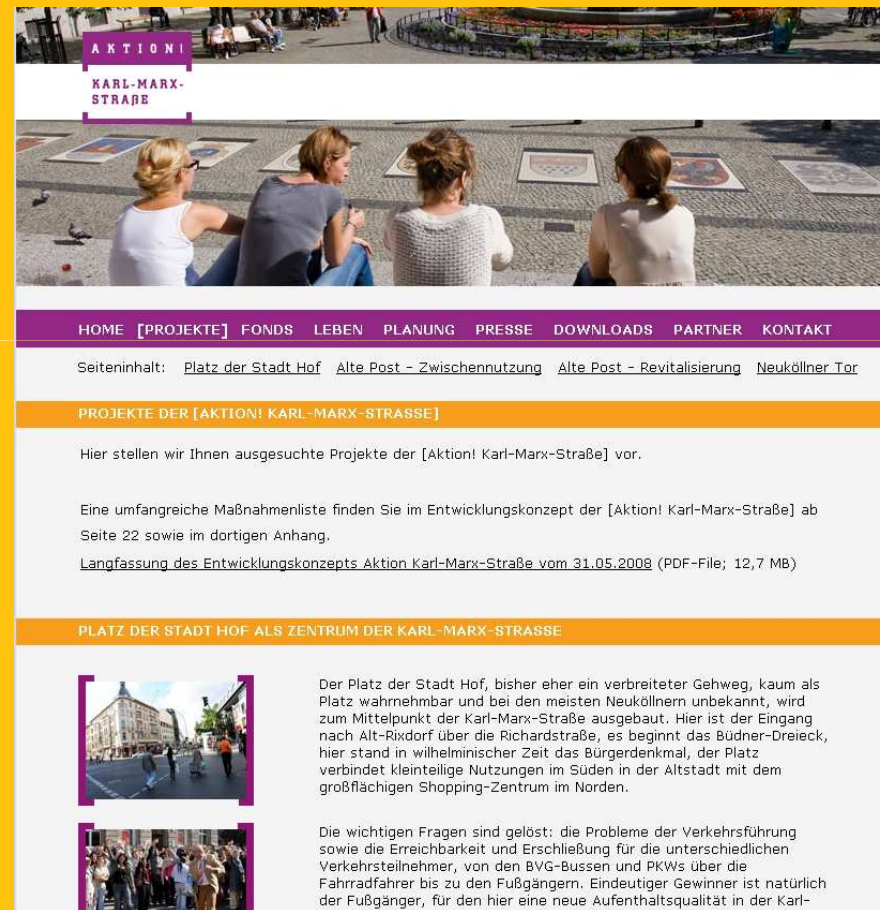 AKTION!
KARL-MARX-
STRAßE
HOME [PROJEKTE] FONDS LEBEN PLANUNG PRESSE DOWNLOADS PARTNER KONTAKT
Seiteninhalt: Platz der Stadt Hof Alte Post – Zwischennutzung Alte Post – Revitalisierung Neuköllner Tor
PROJEKTE DER [AKTION! KARL-MARX-STRASSE]
Hier stellen wir Ihnen ausgesuchte Projekte der [Aktion! Karl-Marx-Straße] vor.
Eine umfangreiche Maßnahmenliste finden Sie im Entwicklungskonzept der [Aktion! Karl-Marx-Straße] ab
Seite 22 sowie im dortigen Anhang.
Langfassung des Entwicklungskonzepts Aktion Karl-Marx-Straße vom 31.05.2008 (PDF-File; 12,7 MB)
PLATZ DER STADT HOF ALS ZENTRUM DER KARL-MARX-STRASSE
Der Platz der Stadt Hof, bisher eher ein verbreiteter Gehweg, kaum als
Platz wahrnehmbar und bei den meisten Neuköllnern unbekannt, wird
zum Mittelpunkt der Karl-Marx-Straße ausgebaut. Hier ist der Eingang
nach Alt-Rixdorf über die Richardstraße, es beginnt das Büdner-Dreieck,
hier stand in wilhelminischer Zeit das Bürgerdenkmal, der Platz
verbindet kleinteilige Nutzungen im Süden in der Altstadt mit dem
großflächigen Shopping-Zentrum im Norden.
Die wichtigen Fragen sind gelöst: die Probleme der Verkehrsführung
sowie die Erreichbarkeit und Erschließung für die unterschiedlichen
Verkehrsteilnehmer, von den BVG-Bussen und PKWs über die
Fahrradfahrer bis zu den Fußgängern. Eindeutiger Gewinner ist natürlich
der Fußgänger, für den hier eine neue Aufenthaltsqualität in der Karl-